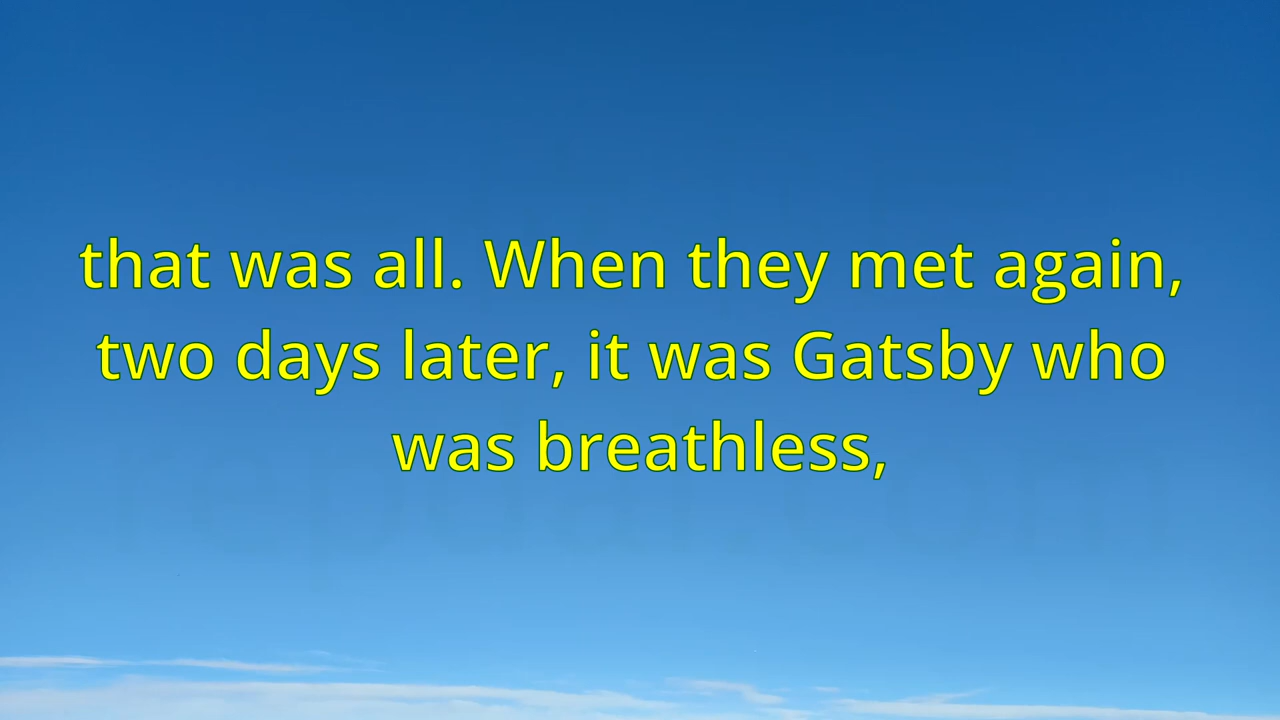 that was all. When they met again,
two days later, it was Gatsby who
was breathless,